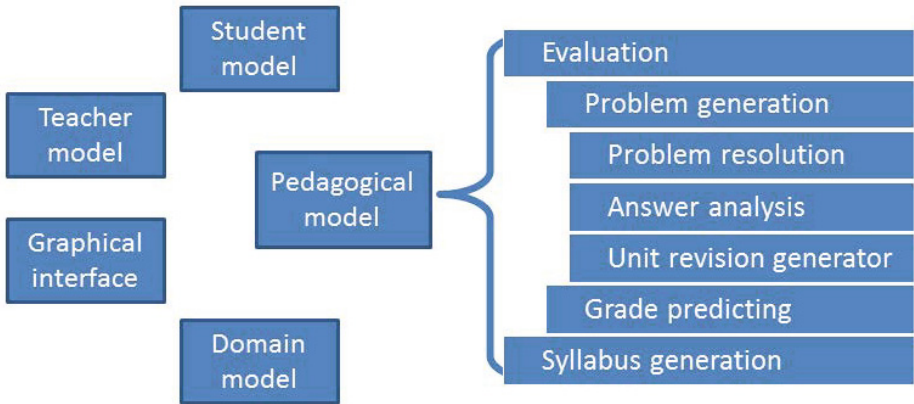 Student
model
Teacher
model
Pedagogical
model
Graphical
interface
Domain
model
Evaluation
Problem generation
Problem resolution
Answer analysis
Unit revision generator
Grade predicting
Syllabus generation